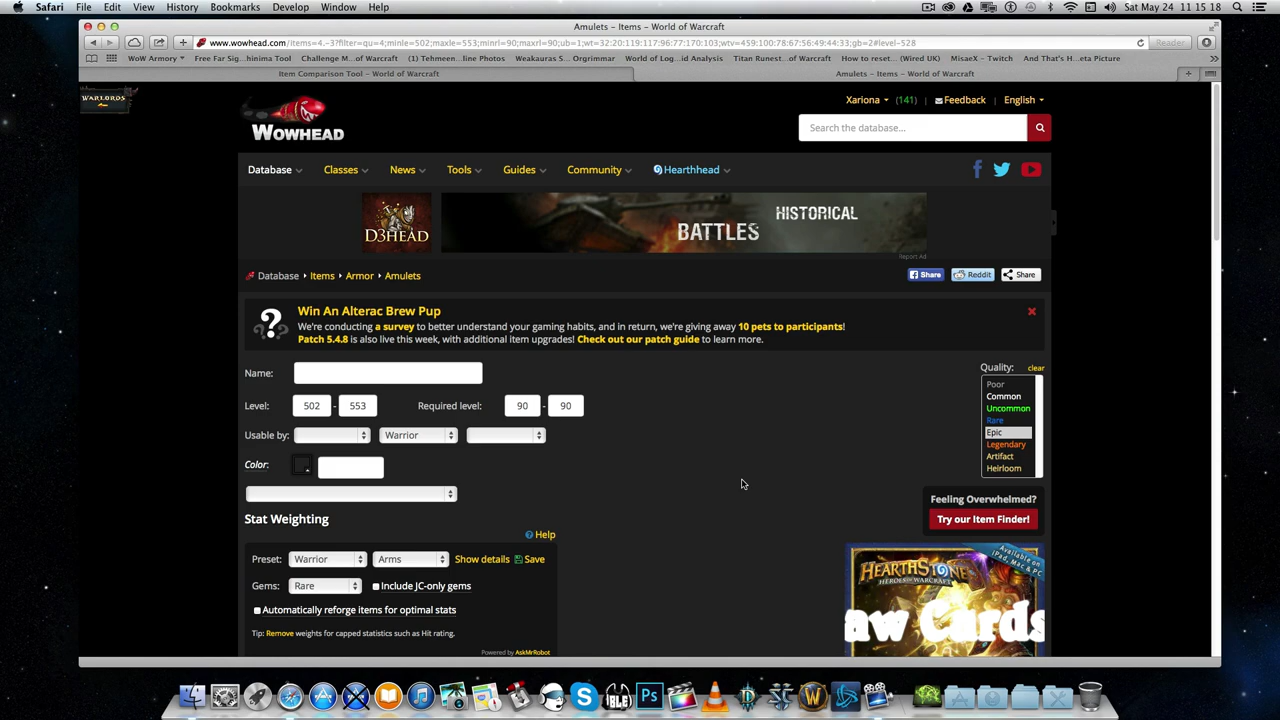 Safari File Edit View History Bookmarks Develop Window Help Sat May 24 11 15 18
Amulets - Items - World of Warcraft
www.wowhead.com/items=4.-3?filter=qu=4;minle=502;maxle=553;minrl=90;maxrl=90;ub=1;wt=32:20:119:117:96:77:170:103;wtv=459:100:78:67:56:49:44:33;gb=2#level-528 Reader
WoW Armory Free Far Sig...hinima Tool Challenge M...of Warcraft (1) Tehmeen...line Photos Weakauras S... Orgrimmar World of Log...id Analysis Titan Runest...of Warcraft How to reset... (Wired UK) MisaeX - Twitch And That's H...eta Picture
Item Comparison Tool - World of Warcraft Amulets - Items - World of Warcraft
WARLORDS
WOWHEAD
Xariona (141) | Feedback | English
Search the database...
Database Classes News Tools Guides Community Hearthhead
D3HEAD
HISTORICAL
BATTLES
Report Ad
Database Items Armor Amulets Share Reddit Share
Win An Alterac Brew Pup
We're conducting a survey to better understand your gaming habits, and in return, we're giving away 10 pets to participants!
Patch 5.4.8 is also live this week, with additional item upgrades! Check out our patch guide to learn more.
Name:
Quality: clear
Poor
Common
Uncommon
Rare
Epic
Legendary
Artifact
Heirloom
Level: 502 - 553 Required level: 90 - 90
Usable by: Warrior
Color:
Feeling Overwhelmed?
Try our Item Finder!
Stat Weighting
Help
Preset: Warrior Arms Show details Save
Gems: Rare Include JC-only gems
Automatically reforge items for optimal stats
Tip: Remove weights for capped statistics such as Hit rating.
Powered by AskMrRobot
Available on
iPad, Mac & PC
HEARTHSTONE
HEROES OF WARCRAFT
aw Cards